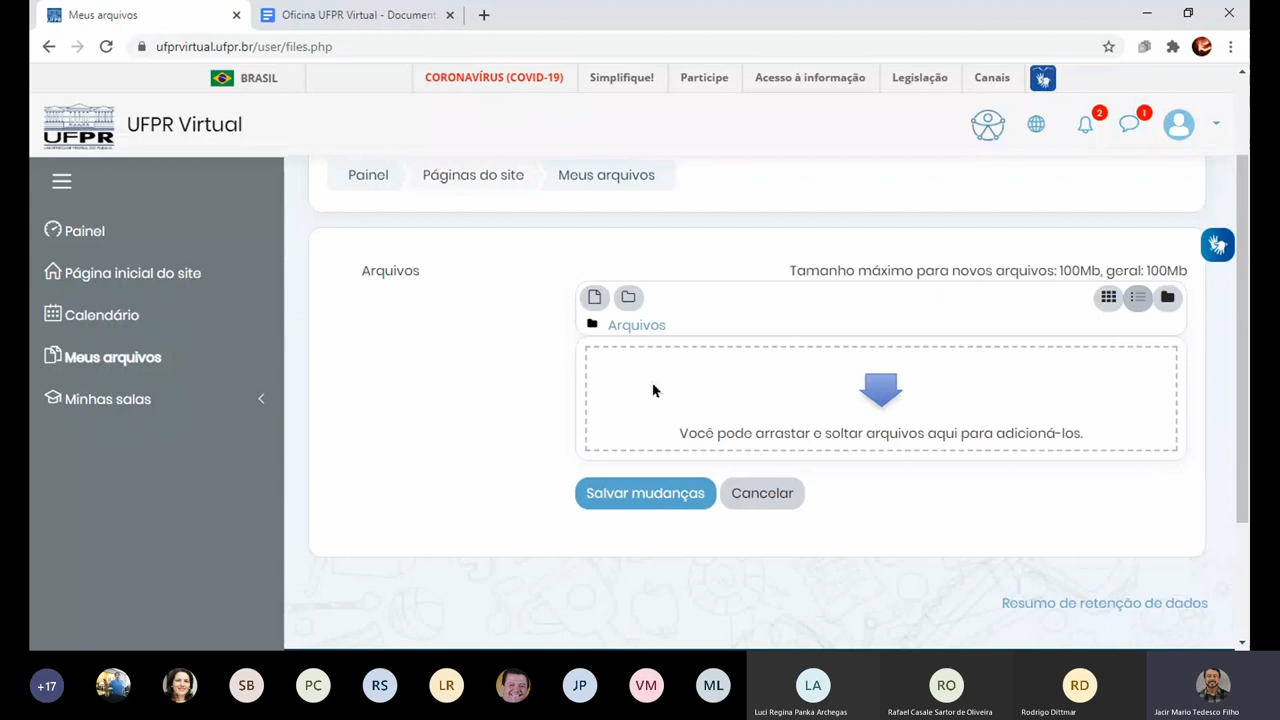 Meus arquivos
Oficina UFPR Virtual - Document
ufprvirtual.ufpr.br/user/files.php
BRASIL
CORONAVÍRUS (COVID-19)
Simplifique!
Participe
Acesso à informação
Legislação
Canais
UFPR
UFPR Virtual
2
1
Painel
Páginas do site
Meus arquivos
Painel
Página inicial do site
Calendário
Meus arquivos
Minhas salas
Arquivos
Tamanho máximo para novos arquivos: 100Mb, geral: 100Mb
Arquivos
Você pode arrastar e soltar arquivos aqui para adicioná-los.
Salvar mudanças
Cancelar
Resumo de retenção de dados
+17
SB
PC
RS
LR
JP
VM
ML
LA
RO
RD
Luci Regina Panka Archegas
Rafael Casale Sartor de Oliveira
Rodrigo Dittmar
Jacir Mario Tedesco Filho